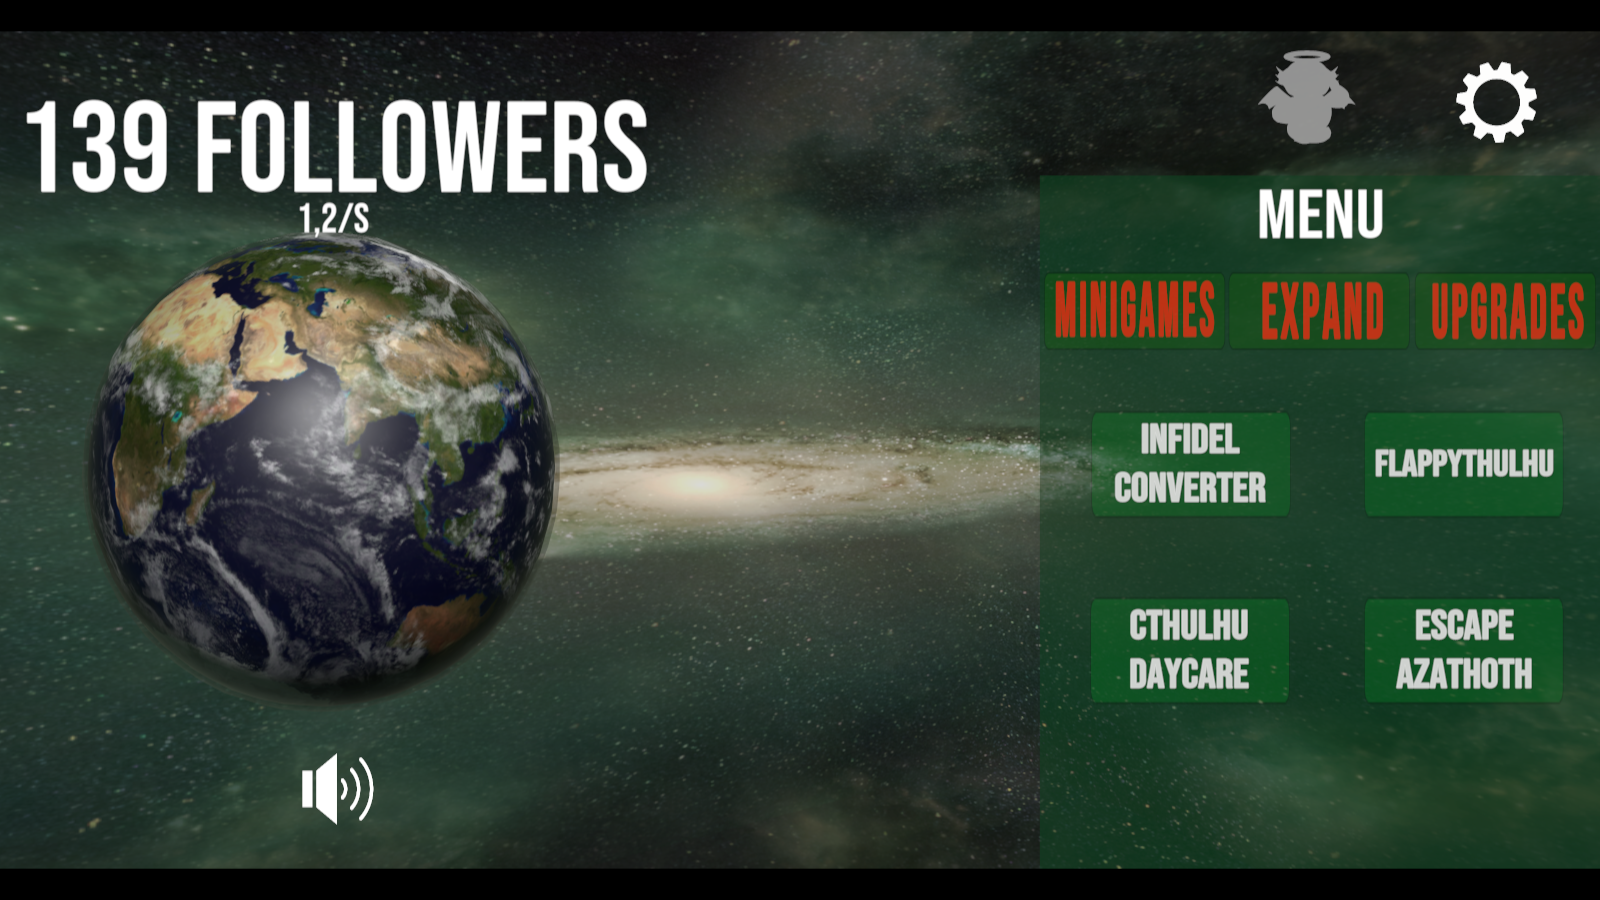 139 FOLLOWERS
1,2/S
MENU
MINIGAMES
EXPAND
UPGRADES
INFIDEL
CONVERTER
FLAPPYTHULHU
CTHULHU
DAYCARE
ESCAPE
AZATHOTH